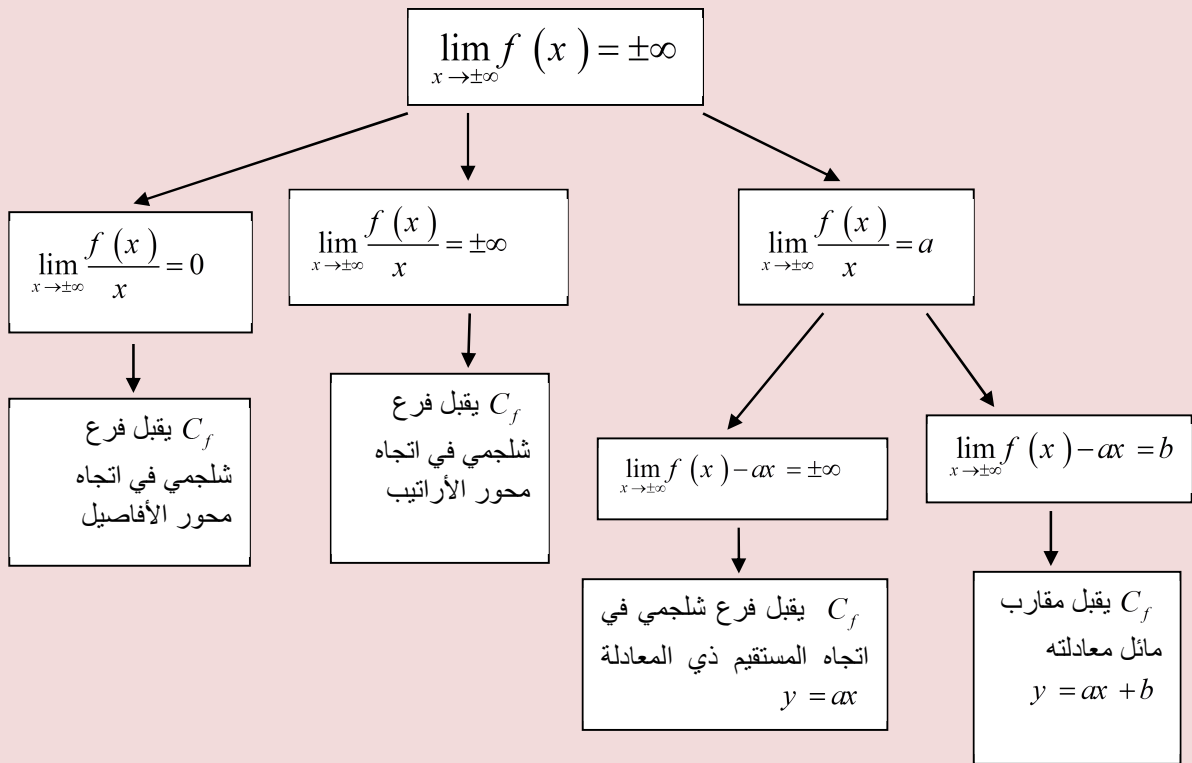 lim f(x) = ±∞
x→±∞
lim f(x)/x = 0
x→±∞
lim f(x)/x = ±∞
x→±∞
lim f(x)/x = a
x→±∞
C_f يقبل فرع
شلجمي في اتجاه
محور الأفاصيل
C_f يقبل فرع
شلجمي في اتجاه
محور الأراتيب
lim f(x) − ax = ±∞
x→±∞
lim f(x) − ax = b
x→±∞
C_f يقبل فرع شلجمي في
اتجاه المستقيم ذي المعادلة
y = ax
C_f يقبل مقارب
مائل معادلته
y = ax + b